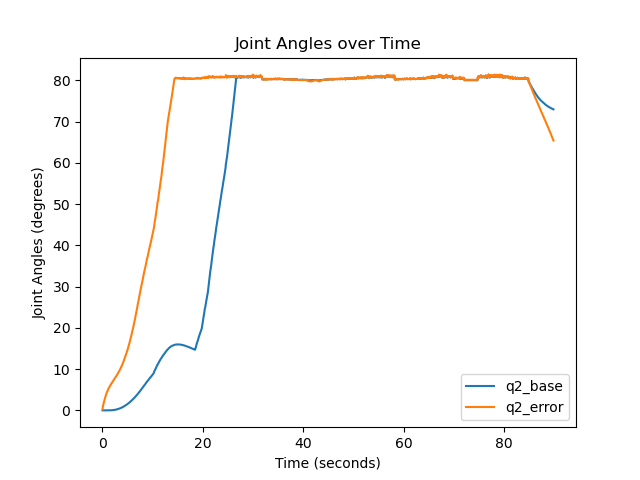 Joint Angles over Time
Joint Angles (degrees)
80
70
60
50
40
30
20
10
0
q2_base
q2_error
0 20 40 60 80
Time (seconds)